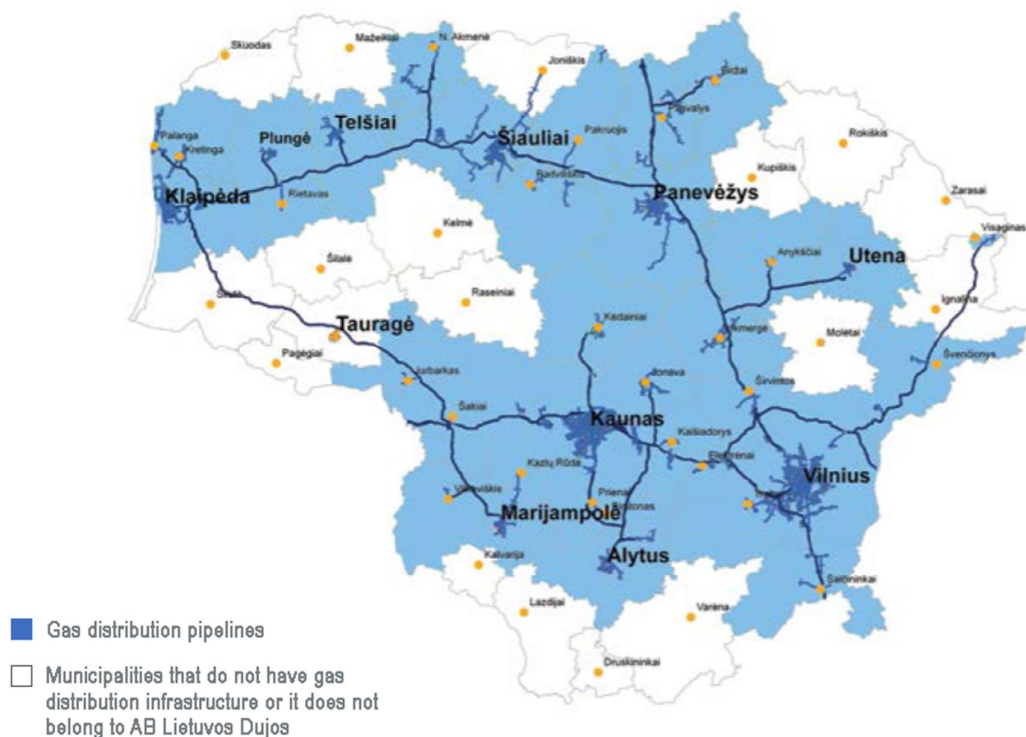 Skuodas
Mažeikiai
N. Akmenė
Joniškis
Biržai
Pasvalys
Palanga
Kretinga
Plungė
Telšiai
Šiauliai
Pakruojis
Radviliškis
Rokiškis
Kupiškis
Klaipėda
Rietavas
Panevėžys
Zarasai
Visaginas
Kelmė
Šilalė
Raseiniai
Anykščiai
Utena
Ignalina
Tauragė
Pagėgiai
Kėdainiai
Molėtai
Švenčionys
Jurbarkas
Jonava
Širvintos
Šakiai
Kaunas
Kaišiadorys
Elektrėnai
Vilnius
Kazlų Rūda
Prienai
Marijampolė
Alytus
Kalvarija
Šalčininkai
Lazdijai
Varėna
Druskininkai
Gas distribution pipelines
Municipalities that do not have gas
distribution infrastructure or it does not
belong to AB Lietuvos Dujos